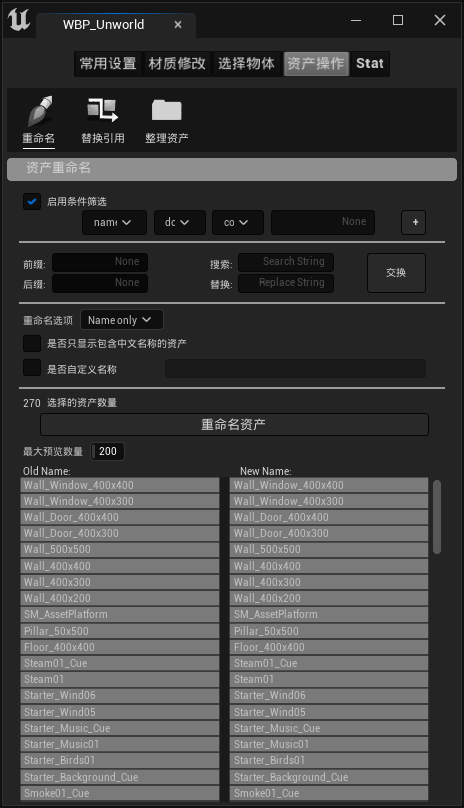 WBP_Unworld
常用设置 材质修改 选择物体 资产操作 Stat
重命名 替换引用 整理资产
资产重命名
启用条件筛选
name do co None +
前缀: None 搜索: Search String 交换
后缀: None 替换: Replace String
重命名选项 Name only
是否只显示包含中文名称的资产
是否自定义名称
270 选择的资产数量
重命名资产
最大预览数量 200
Old Name: New Name:
Wall_Window_400x400 Wall_Window_400x400
Wall_Window_400x300 Wall_Window_400x300
Wall_Door_400x400 Wall_Door_400x400
Wall_Door_400x300 Wall_Door_400x300
Wall_500x500 Wall_500x500
Wall_400x400 Wall_400x400
Wall_400x300 Wall_400x300
Wall_400x200 Wall_400x200
SM_AssetPlatform SM_AssetPlatform
Pillar_50x500 Pillar_50x500
Floor_400x400 Floor_400x400
Steam01_Cue Steam01_Cue
Steam01 Steam01
Starter_Wind06 Starter_Wind06
Starter_Wind05 Starter_Wind05
Starter_Music_Cue Starter_Music_Cue
Starter_Music01 Starter_Music01
Starter_Birds01 Starter_Birds01
Starter_Background_Cue Starter_Background_Cue
Smoke01_Cue Smoke01_Cue